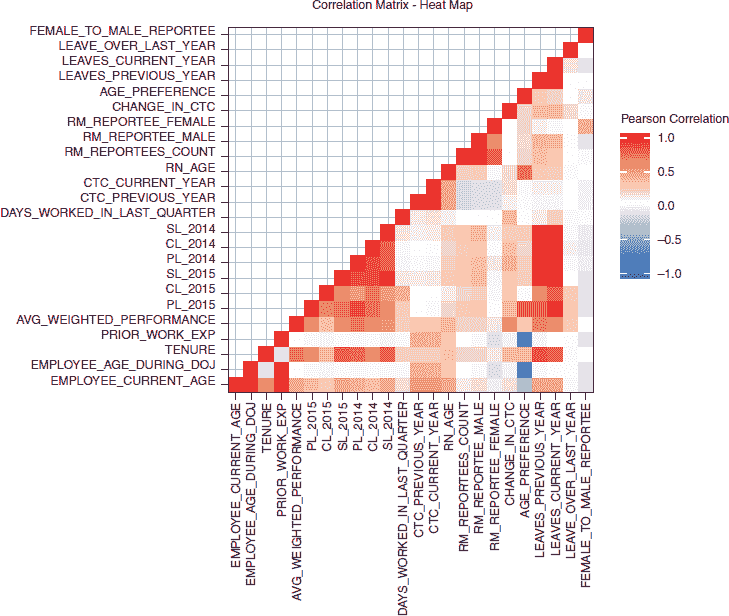 Correlation Matrix - Heat Map
FEMALE_TO_MALE_REPORTEE
LEAVE_OVER_LAST_YEAR
LEAVES_CURRENT_YEAR
LEAVES_PREVIOUS_YEAR
AGE_PREFERENCE
CHANGE_IN_CTC
RM_REPORTEE_FEMALE
RM_REPORTEE_MALE
RM_REPORTEES_COUNT
RN_AGE
CTC_CURRENT_YEAR
CTC_PREVIOUS_YEAR
DAYS_WORKED_IN_LAST_QUARTER
SL_2014
CL_2014
PL_2014
SL_2015
CL_2015
PL_2015
AVG_WEIGHTED_PERFORMANCE
PRIOR_WORK_EXP
TENURE
EMPLOYEE_AGE_DURING_DOJ
EMPLOYEE_CURRENT_AGE
EMPLOYEE_CURRENT_AGE
EMPLOYEE_AGE_DURING_DOJ
TENURE
PRIOR_WORK_EXP
AVG_WEIGHTED_PERFORMANCE
PL_2015
CL_2015
SL_2015
PL_2014
CL_2014
SL_2014
DAYS_WORKED_IN_LAST_QUARTER
CTC_PREVIOUS_YEAR
CTC_CURRENT_YEAR
RN_AGE
RM_REPORTEES_COUNT
RM_REPORTEE_MALE
RM_REPORTEE_FEMALE
CHANGE_IN_CTC
AGE_PREFERENCE
LEAVES_PREVIOUS_YEAR
LEAVES_CURRENT_YEAR
LEAVE_OVER_LAST_YEAR
FEMALE_TO_MALE_REPORTEE
Pearson Correlation
1.0
0.5
0.0
−0.5
−1.0